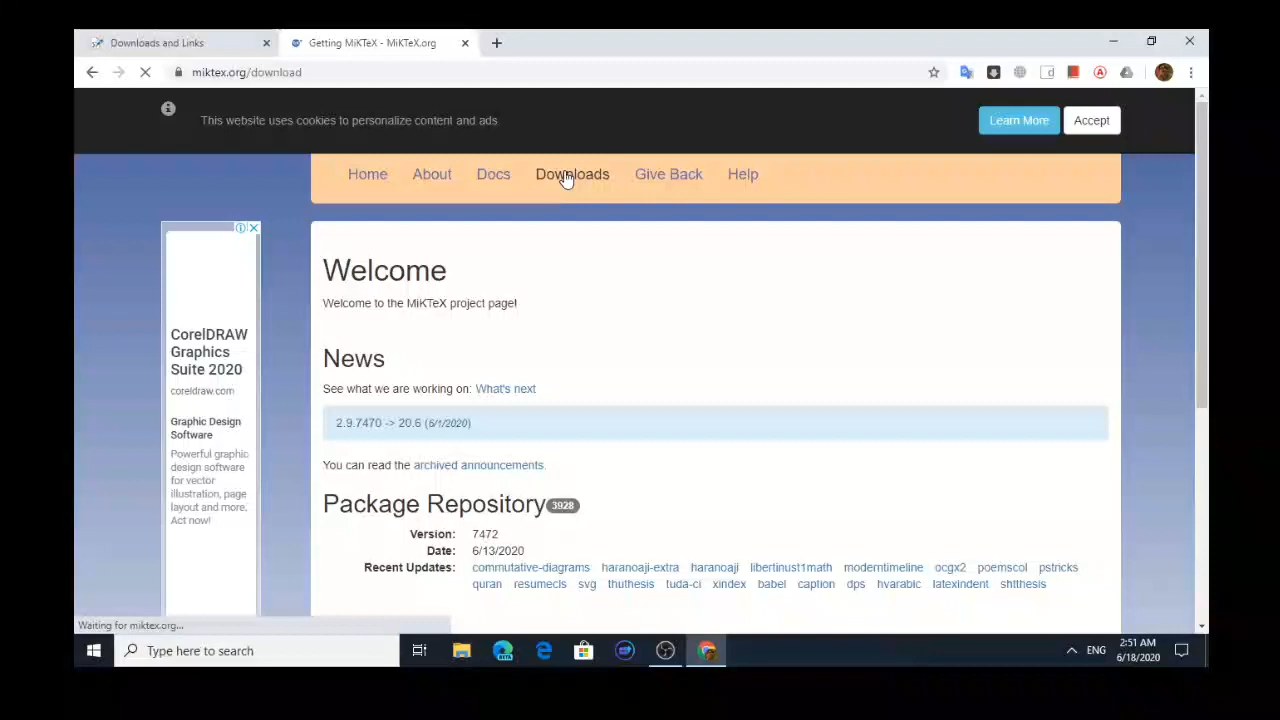 Downloads and Links
Getting MiKTeX - MiKTeX.org
miktex.org/download
This website uses cookies to personalize content and ads
Learn More
Accept
Home About Docs Downloads Give Back Help
Welcome
Welcome to the MiKTeX project page!
News
See what we are working on: What's next
2.9.7470 -> 20.6 (6/1/2020)
You can read the archived announcements.
Package Repository 3928
Version: 7472
Date: 6/13/2020
Recent Updates: commutative-diagrams haranoaji-extra haranoaji libertinust1math moderntimeline ocgx2 poemscol pstricks
quran resumecls svg thuthesis tuda-ci xindex babel caption dps hvarabic latexindent shtthesis
CorelDRAW
Graphics
Suite 2020
coreldraw.com
Graphic Design
Software
Powerful graphic
design software
for vector
illustration, page
layout and more.
Act now!
Waiting for miktex.org...
Type here to search
ENG
2:51 AM
6/18/2020